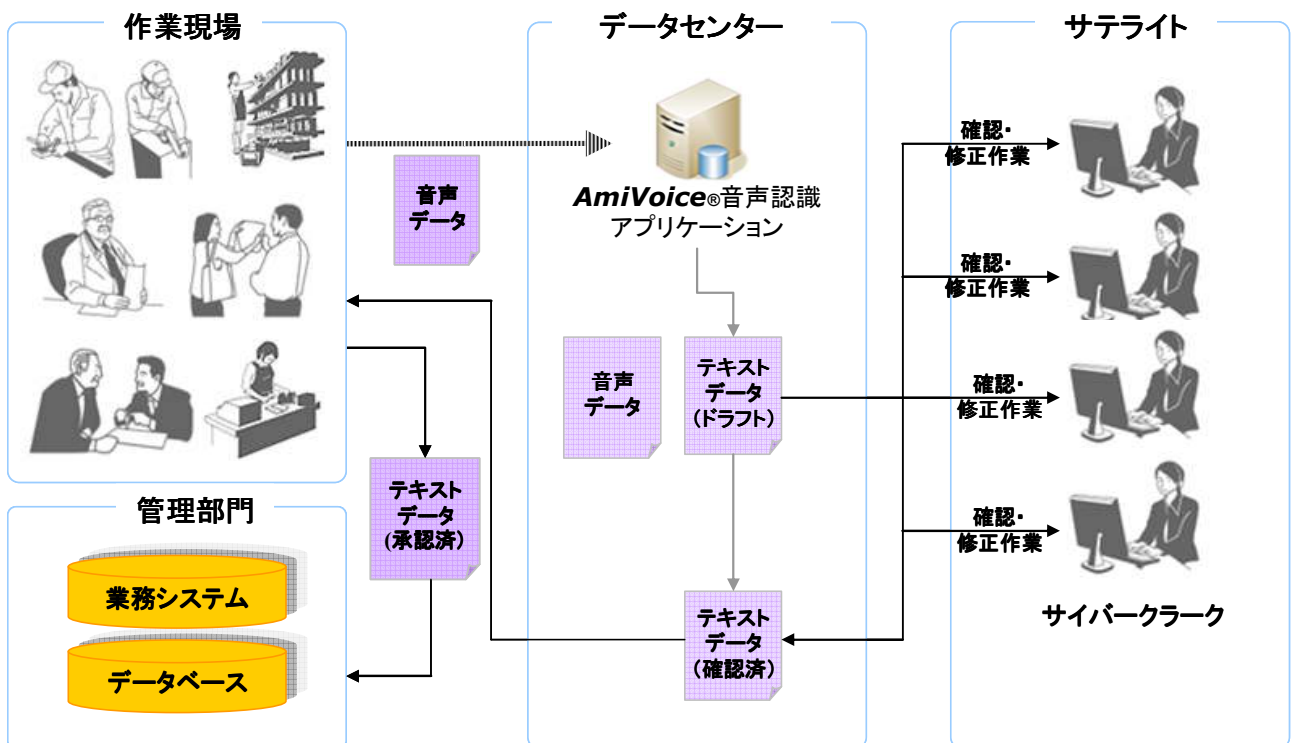 作業現場
データセンター
サテライト
音声
データ
AmiVoice®音声認識
アプリケーション
確認・
修正作業
確認・
修正作業
確認・
修正作業
確認・
修正作業
音声
データ
テキスト
データ
(ドラフト)
テキスト
データ
(承認済)
テキスト
データ
(確認済)
サイバークラーク
管理部門
業務システム
データベース